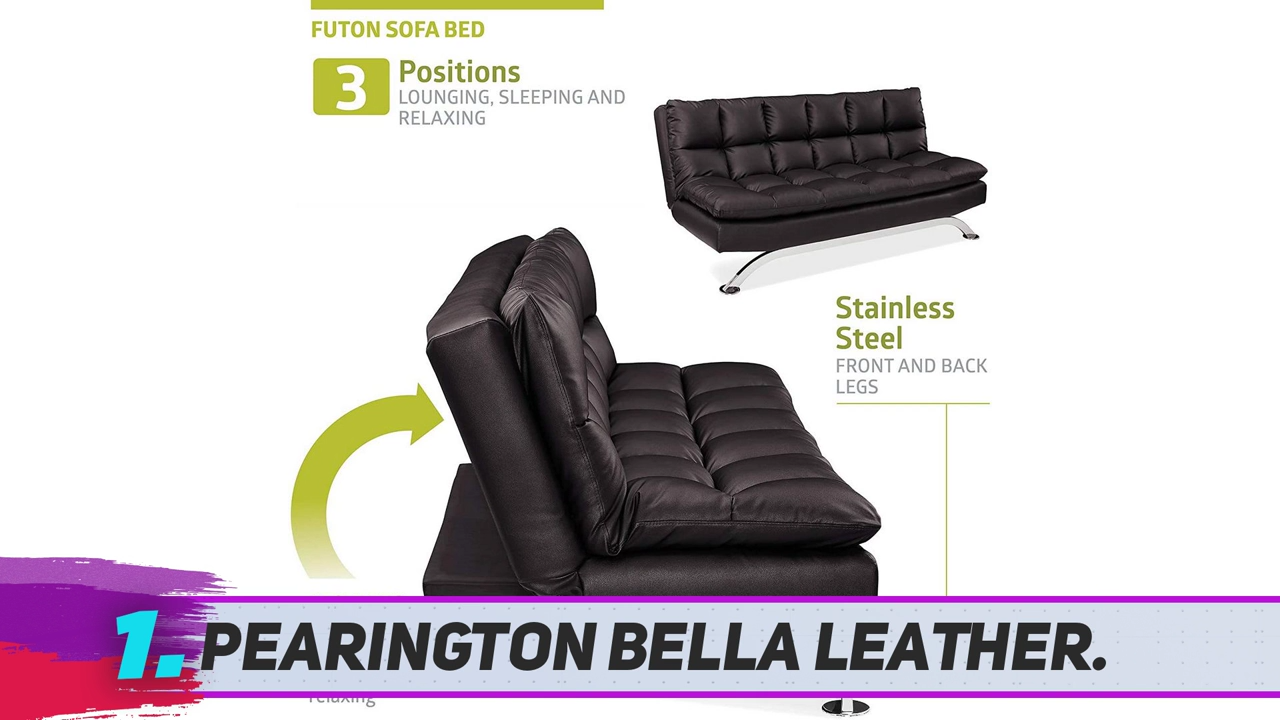 FUTON SOFA BED
3 Positions
LOUNGING, SLEEPING AND
RELAXING
Stainless
Steel
FRONT AND BACK
LEGS
1. PEARINGTON BELLA LEATHER.
relaxing